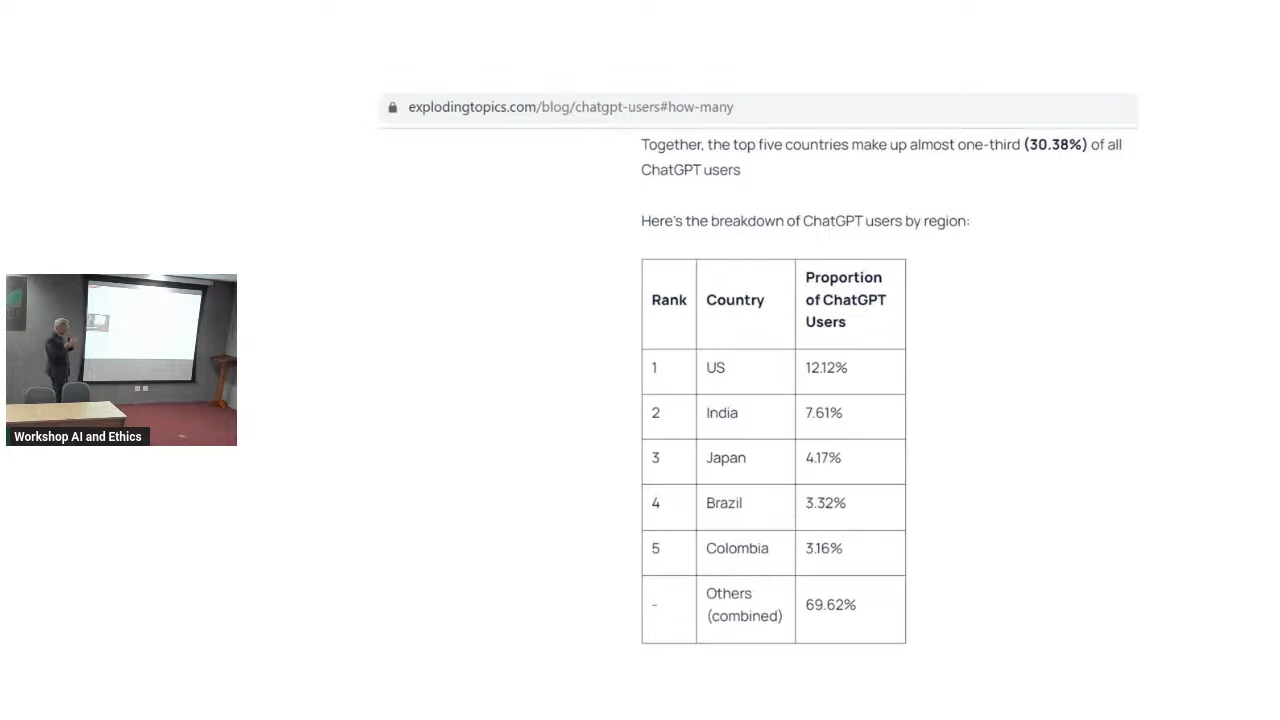 explodingtopics.com/blog/chatgpt-users#how-many
Together, the top five countries make up almost one-third (30.38%) of all
ChatGPT users
Here's the breakdown of ChatGPT users by region:
Rank Country Proportion of ChatGPT Users
1 US 12.12%
2 India 7.61%
3 Japan 4.17%
4 Brazil 3.32%
5 Colombia 3.16%
- Others (combined) 69.62%
Workshop AI and Ethics